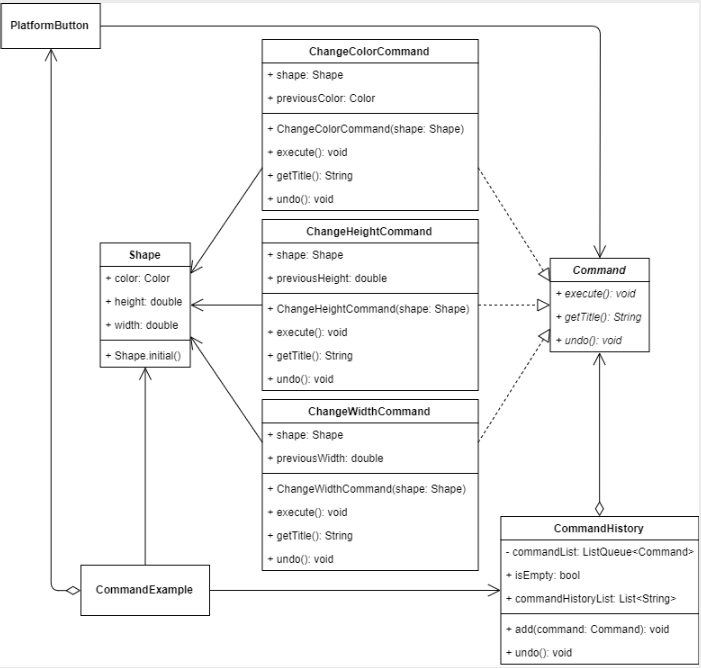 PlatformButton
ChangeColorCommand
+ shape: Shape
+ previousColor: Color
+ ChangeColorCommand(shape: Shape)
+ execute(): void
+ getTitle(): String
+ undo(): void
ChangeHeightCommand
+ shape: Shape
+ previousHeight: double
+ ChangeHeightCommand(shape: Shape)
+ execute(): void
+ getTitle(): String
+ undo(): void
Shape
+ color: Color
+ height: double
+ width: double
+ Shape.initial()
Command
+ execute(): void
+ getTitle(): String
+ undo(): void
ChangeWidthCommand
+ shape: Shape
+ previousWidth: double
+ ChangeWidthCommand(shape: Shape)
+ execute(): void
+ getTitle(): String
+ undo(): void
CommandExample
CommandHistory
- commandList: ListQueue<Command>
+ isEmpty: bool
+ commandHistoryList: List<String>
+ add(command: Command): void
+ undo(): void